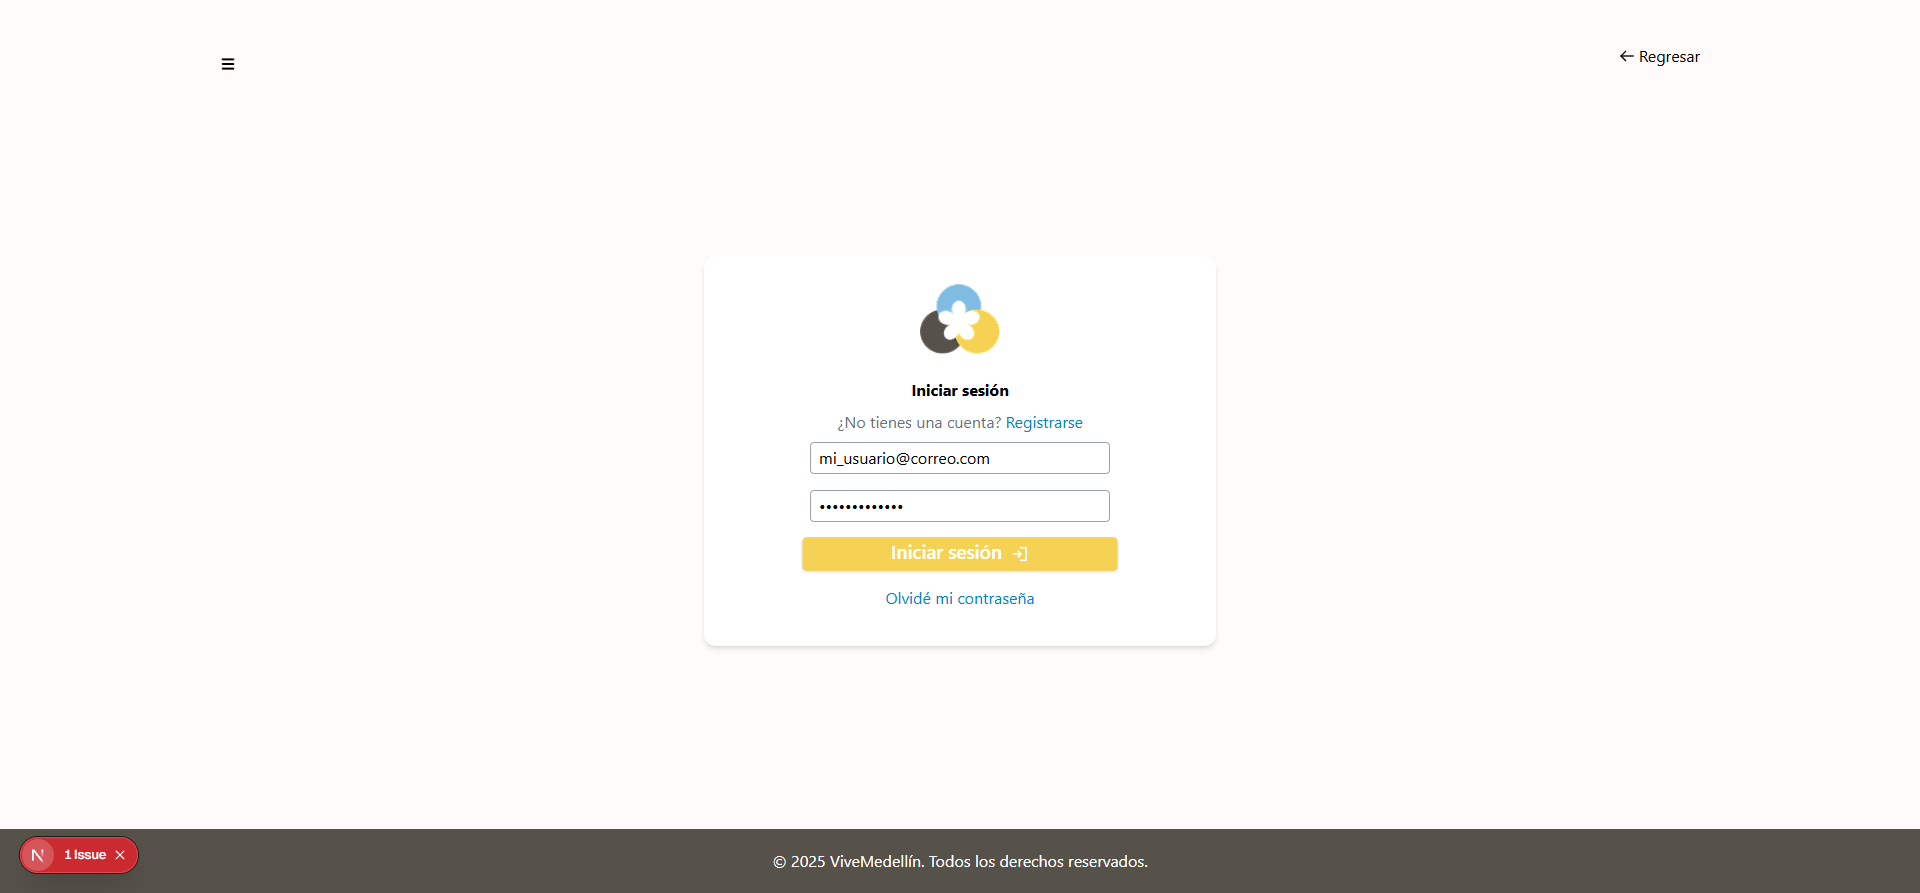 ← Regresar
Iniciar sesión
¿No tienes una cuenta? Registrarse
mi_usuario@correo.com
•••••••••••••
Iniciar sesión
Olvidé mi contraseña
N 1 Issue
© 2025 ViveMedellín. Todos los derechos reservados.